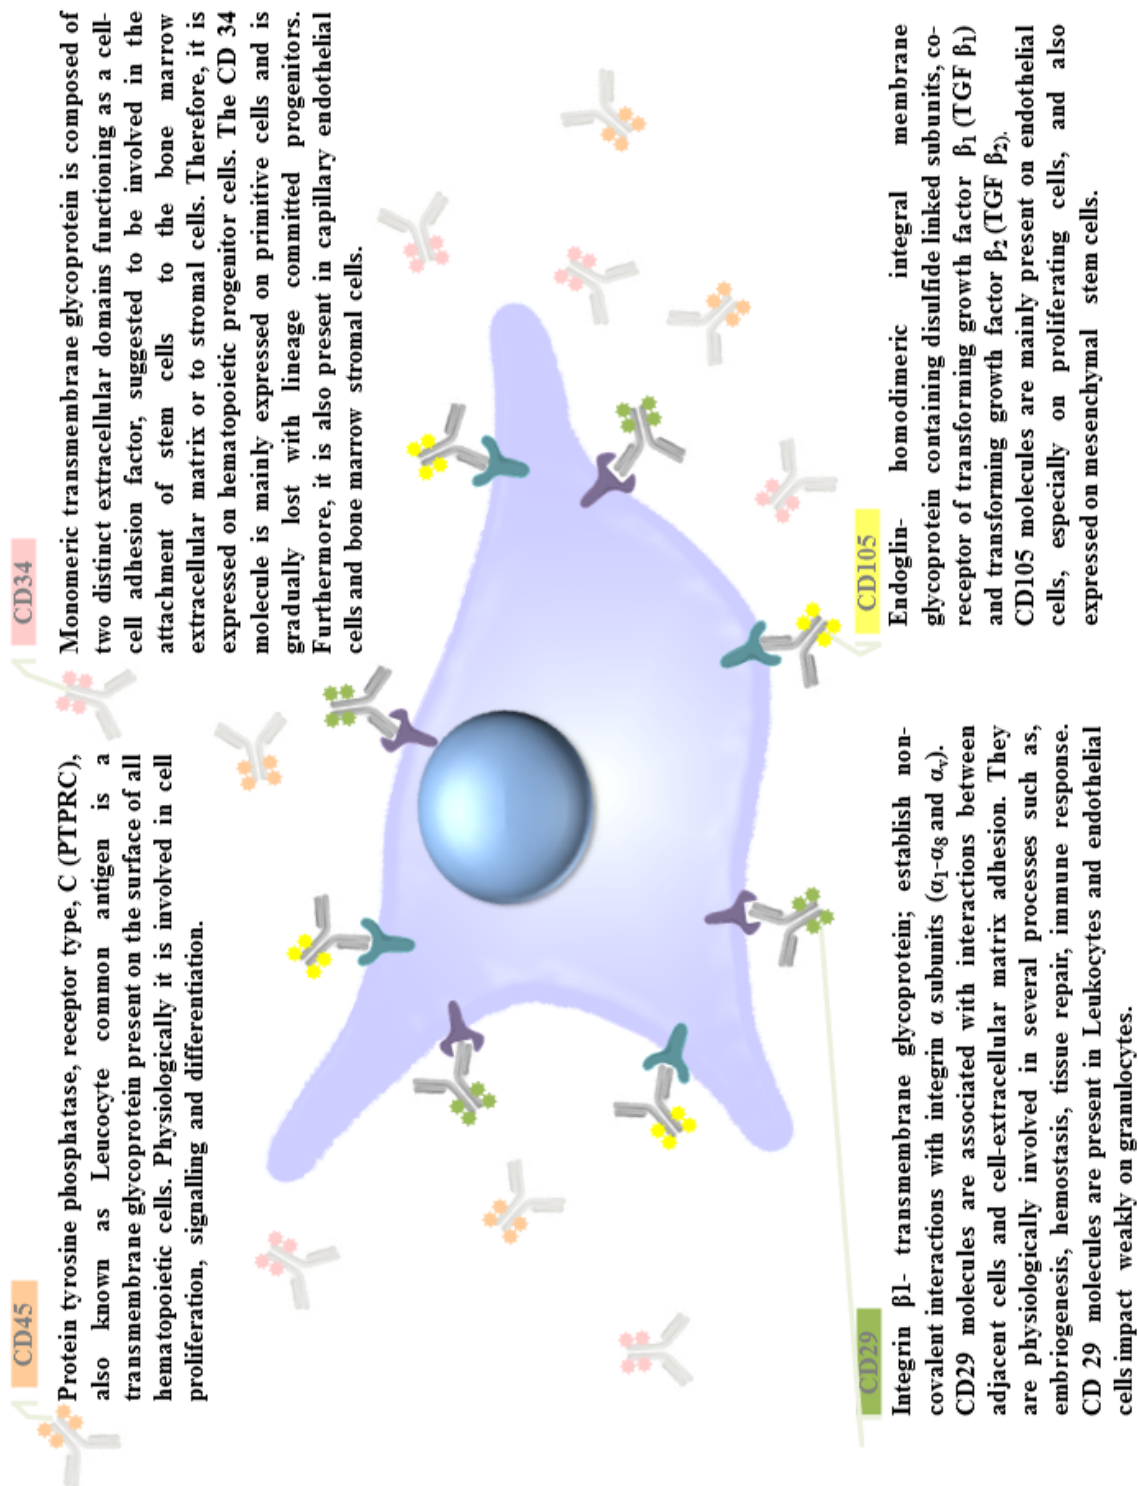 CD45
Protein tyrosine phosphatase, receptor type, C (PTPRC),
also known as Leucocyte common antigen is a
transmembrane glycoprotein present on the surface of all
hematopoietic cells. Physiologically it is involved in cell
proliferation, signalling and differentiation.
CD34
Monomeric transmembrane glycoprotein is composed of
two distinct extracellular domains functioning as a cell-
cell adhesion factor, suggested to be involved in the
attachment of stem cells to the bone marrow
extracellular matrix or to stromal cells. Therefore, it is
expressed on hematopoietic progenitor cells. The CD 34
molecule is mainly expressed on primitive cells and is
gradually lost with lineage committed progenitors.
Furthermore, it is also present in capillary endothelial
cells and bone marrow stromal cells.
CD29
Integrin β1- transmembrane glycoprotein; establish non-
covalent interactions with integrin α subunits (α₁-α₈ and αᵥ).
CD29 molecules are associated with interactions between
adjacent cells and cell-extracellular matrix adhesion. They
are physiologically involved in several processes such as,
embriogenesis, hemostasis, tissue repair, immune response.
CD 29 molecules are present in Leukocytes and endothelial
cells impact weakly on granulocytes.
CD105
Endoglin- homodimeric integral membrane
glycoprotein containing disulfide linked subunits, co-
receptor of transforming growth factor β₁ (TGF β₁)
and transforming growth factor β₂ (TGF β₂).
CD105 molecules are mainly present on endothelial
cells, especially on proliferating cells, and also
expressed on mesenchymal stem cells.